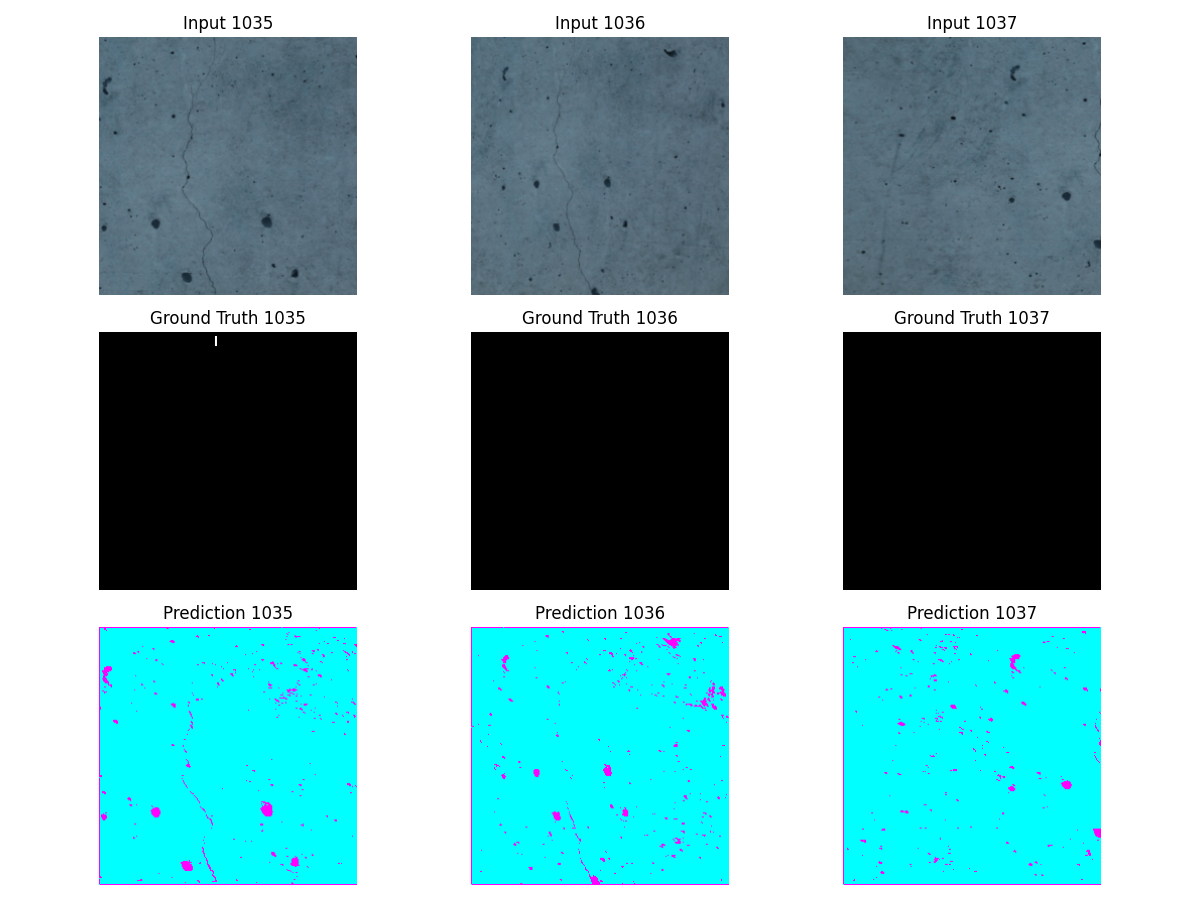 Input 1035
Input 1036
Input 1037
Ground Truth 1035
Ground Truth 1036
Ground Truth 1037
Prediction 1035
Prediction 1036
Prediction 1037